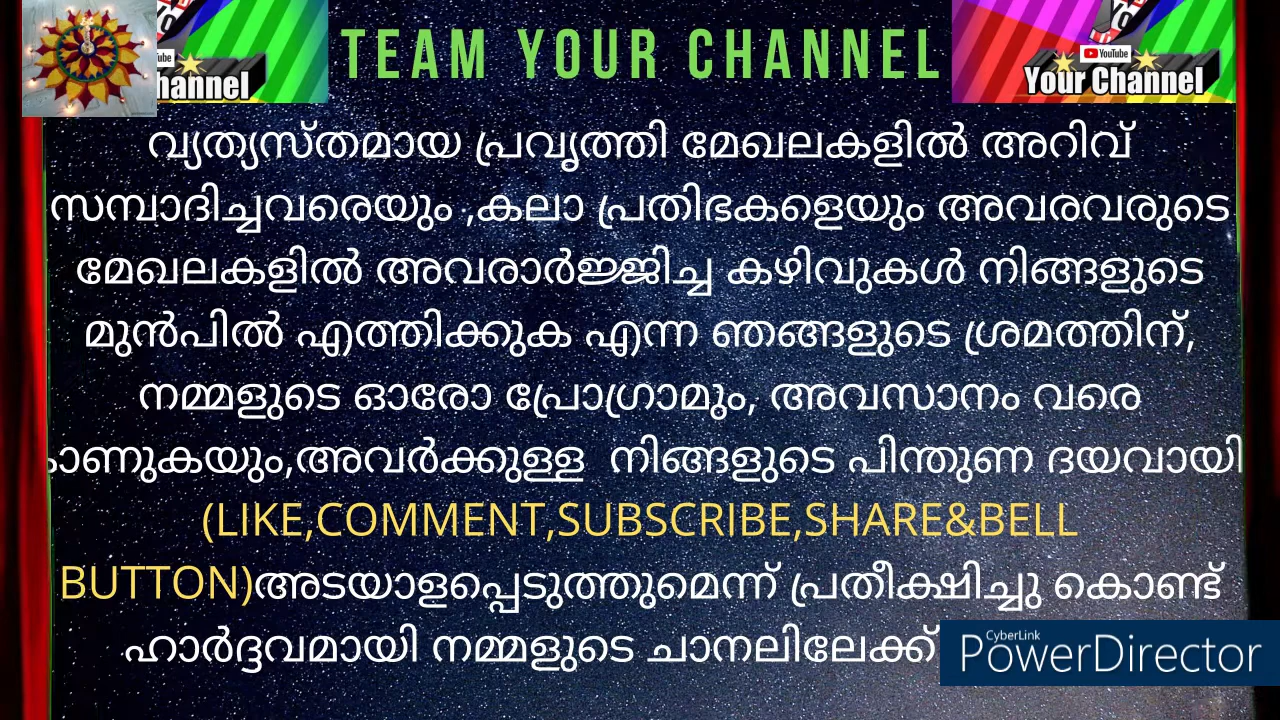 TEAM YOUR CHANNEL
YouTube
Your Channel
hannel
വ്യത്യസ്തമായ പ്രവൃത്തി മേഖലകളിൽ അറിവ്
സമ്പാദിച്ചവരെയും ,കലാ പ്രതിഭകളെയും അവരവരുടെ
മേഖലകളിൽ അവരാർജ്ജിച്ച കഴിവുകൾ നിങ്ങളുടെ
മുൻപിൽ എത്തിക്കുക എന്ന ഞങ്ങളുടെ ശ്രമത്തിന്,
നമ്മളുടെ ഓരോ പ്രോഗ്രാമും, അവസാനം വരെ
കാണുകയും,അവർക്കുള്ള നിങ്ങളുടെ പിന്തുണ ദയവായി
(LIKE,COMMENT,SUBSCRIBE,SHARE&BELL
BUTTON)അടയാളപ്പെടുത്തുമെന്ന് പ്രതീക്ഷിച്ചു കൊണ്ട്
ഹാർദ്ദവമായി നമ്മളുടെ ചാനലിലേക്ക്
CyberLink
PowerDirector